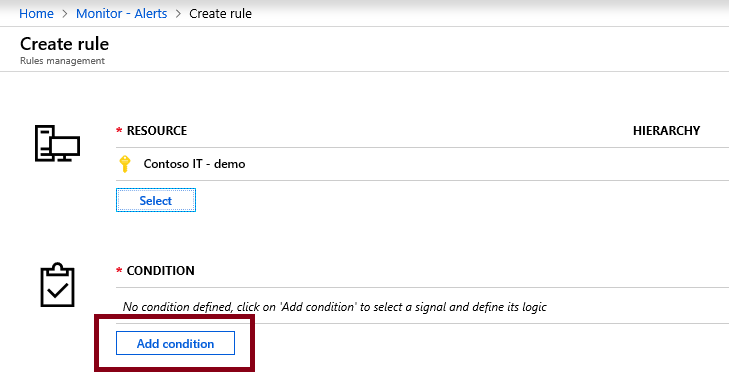 Home > Monitor - Alerts > Create rule
Create rule
Rules management
* RESOURCE HIERARCHY
Contoso IT - demo
Select
* CONDITION
No condition defined, click on 'Add condition' to select a signal and define its logic
Add condition